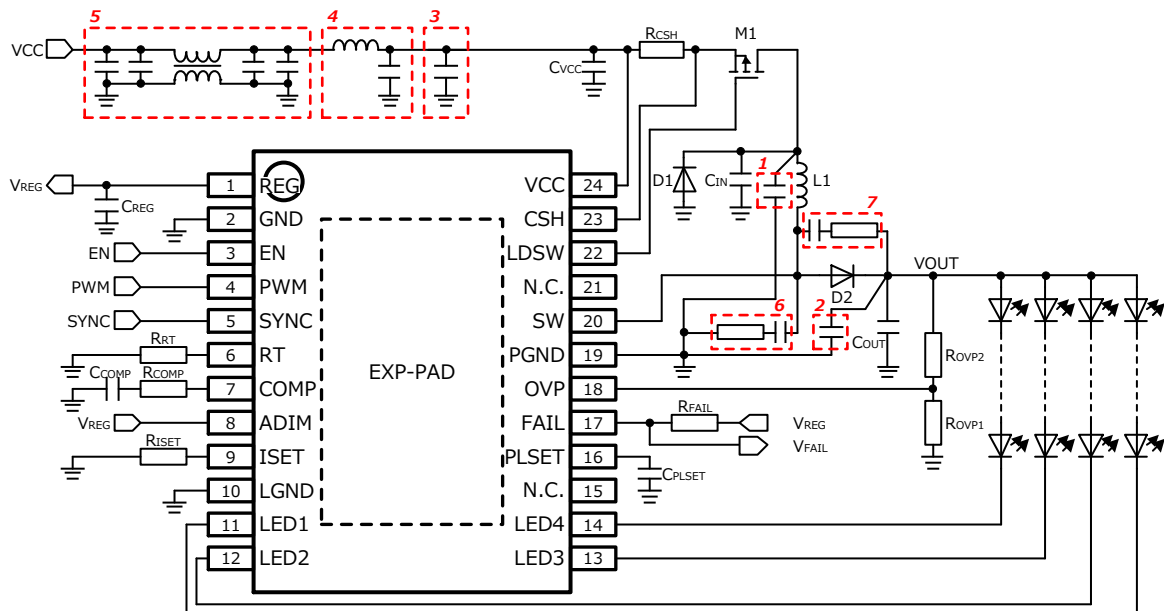 5
4
3
VCC
CVCC
RCSH
M1
1
D1
CIN
L1
7
VREG
CREG
1
REG
VCC
24
2
GND
CSH
23
EN
3
EN
LDSW
22
PWM
4
PWM
N.C.
21
D2
VOUT
SYNC
5
SYNC
SW
20
6
2
COUT
RRT
6
RT
PGND
19
ROVP2
EXP-PAD
CCOMP
RCOMP
7
COMP
OVP
18
VREG
8
ADIM
FAIL
17
RFAIL
VREG
VFAIL
ROVP1
RISET
9
ISET
PLSET
16
CPLSET
10
LGND
N.C.
15
11
LED1
LED4
14
12
LED2
LED3
13